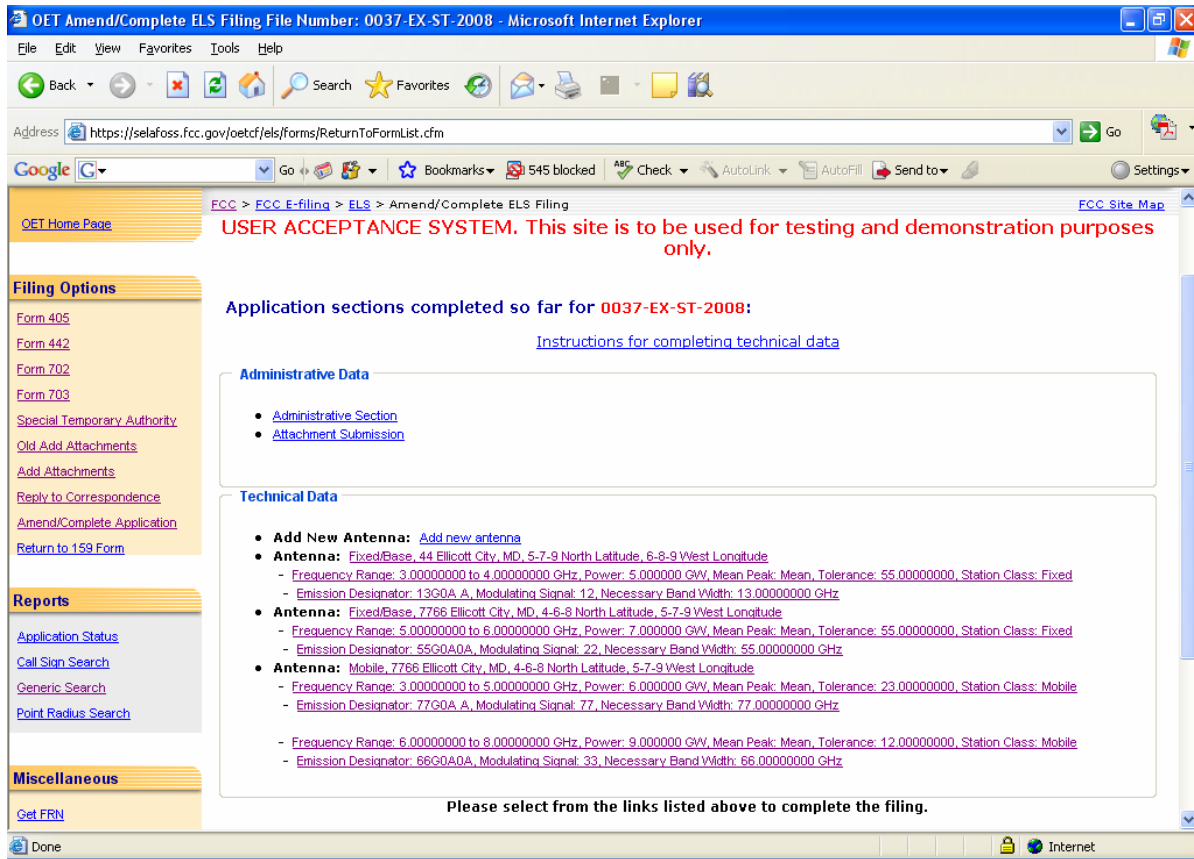 OET Amend/Complete ELS Filing File Number: 0037-EX-ST-2008 - Microsoft Internet Explorer
File Edit View Favorites Tools Help
Back Search Favorites
Address https://selafoss.fcc.gov/oetcf/els/forms/ReturnToFormList.cfm Go
Google G Go Bookmarks 545 blocked ABC Check AutoLink AutoFill Send to Settings
OET Home Page
FCC > FCC E-filing > ELS > Amend/Complete ELS Filing FCC Site Map
USER ACCEPTANCE SYSTEM. This site is to be used for testing and demonstration purposes
only.
Filing Options
Form 405
Form 442
Form 702
Form 703
Special Temporary Authority
Old Add Attachments
Add Attachments
Reply to Correspondence
Amend/Complete Application
Return to 159 Form
Reports
Application Status
Call Sign Search
Generic Search
Point Radius Search
Miscellaneous
Get FRN
Application sections completed so far for 0037-EX-ST-2008:
Instructions for completing technical data
Administrative Data
• Administrative Section
• Attachment Submission
Technical Data
• Add New Antenna: Add new antenna
• Antenna: Fixed/Base, 44 Ellicott City, MD, 5-7-9 North Latitude, 6-8-9 West Longitude
- Frequency Range: 3.00000000 to 4.00000000 GHz, Power: 5.000000 GW, Mean Peak: Mean, Tolerance: 55.00000000, Station Class: Fixed
- Emission Designator: 13G0A A, Modulating Signal: 12, Necessary Band Width: 13.00000000 GHz
• Antenna: Fixed/Base, 7766 Ellicott City, MD, 4-6-8 North Latitude, 5-7-9 West Longitude
- Frequency Range: 5.00000000 to 6.00000000 GHz, Power: 7.000000 GW, Mean Peak: Mean, Tolerance: 55.00000000, Station Class: Fixed
- Emission Designator: 55G0A0A, Modulating Signal: 22, Necessary Band Width: 55.00000000 GHz
• Antenna: Mobile, 7766 Ellicott City, MD, 4-6-8 North Latitude, 5-7-9 West Longitude
- Frequency Range: 3.00000000 to 5.00000000 GHz, Power: 6.000000 GW, Mean Peak: Mean, Tolerance: 23.00000000, Station Class: Mobile
- Emission Designator: 77G0A A, Modulating Signal: 77, Necessary Band Width: 77.00000000 GHz
- Frequency Range: 6.00000000 to 8.00000000 GHz, Power: 9.000000 GW, Mean Peak: Mean, Tolerance: 12.00000000, Station Class: Mobile
- Emission Designator: 66G0A0A, Modulating Signal: 33, Necessary Band Width: 66.00000000 GHz
Please select from the links listed above to complete the filing.
Done Internet